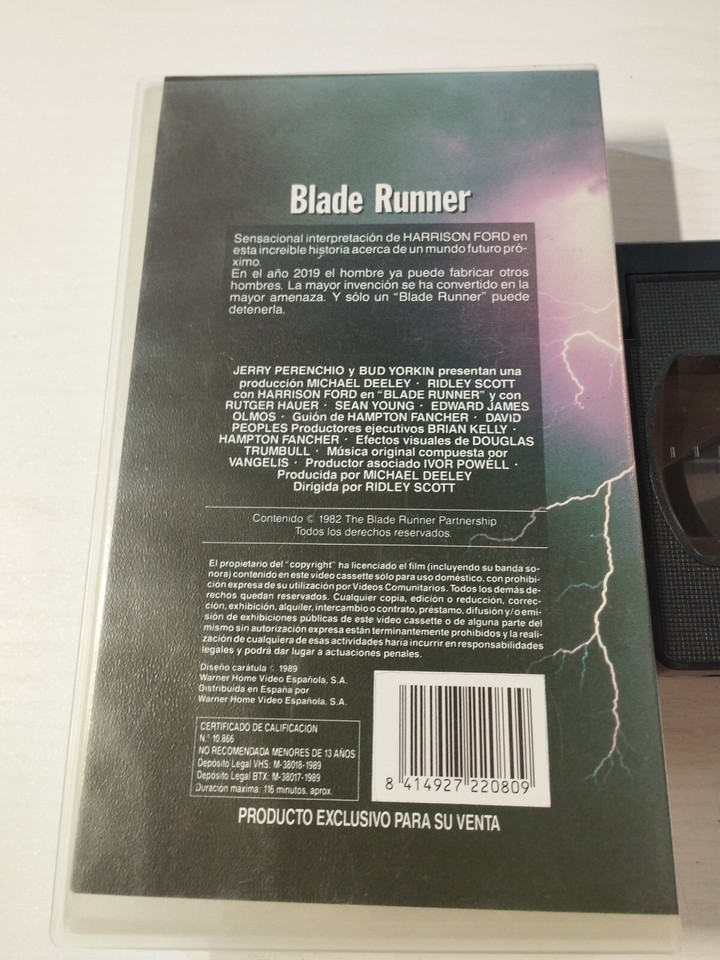 Blade Runner
Sensacional interpretación de HARRISON FORD en
esta increible historia acerca de un mundo futuro pró-
ximo.
En el año 2019 el hombre ya puede fabricar otros
hombres. La mayor invención se ha convertido en la
mayor amenaza. Y sólo un "Blade Runner" puede
detenerla.
JERRY PERENCHIO y BUD YORKIN presentan una
producción MICHAEL DEELEY · RIDLEY SCOTT
con HARRISON FORD en "BLADE RUNNER" y con
RUTGER HAUER · SEAN YOUNG · EDWARD JAMES
OLMOS · Guión de HAMPTON FANCHER · DAVID
PEOPLES Productores ejecutivos BRIAN KELLY ·
HAMPTON FANCHER · Efectos visuales de DOUGLAS
TRUMBULL · Música original compuesta por
VANGELIS · Productor asociado IVOR POWELL ·
Producida por MICHAEL DEELEY
Dirigida por RIDLEY SCOTT
Contenido © 1982 The Blade Runner Partnership
Todos los derechos reservados.
El propietario del "copyright" ha licenciado el film (incluyendo su banda so-
nora) contenido en este video cassette sólo para uso doméstico, con prohibi-
ción expresa de su utilización por Videos Comunitarios. Todos los demás de-
rechos quedan reservados. Cualquier copia, edición o reducción, correc-
ción, exhibición, alquiler, intercambio o contrato, préstamo, difusión y/o emi-
sión de exhibiciones públicas de este video cassette o de alguna parte del
mismo sin autorización expresa están terminantemente prohibidos y la reali-
zación de cualquiera de esas actividades haria incurrir en responsabilidades
legales y podrá dar lugar a actuaciones penales.
Diseño carátula © 1989
Warner Home Video Española, S.A.
Distribuida en España por
Warner Home Video Española, S.A.
CERTIFICADO DE CALIFICACION
N.° 10.866
NO RECOMENDADA MENORES DE 13 AÑOS
Depósito Legal VHS: M-38018-1989
Depósito Legal BTX: M-38017-1989
Duración maxima: 116 minutos. aprox.
8 414927 220809
PRODUCTO EXCLUSIVO PARA SU VENTA